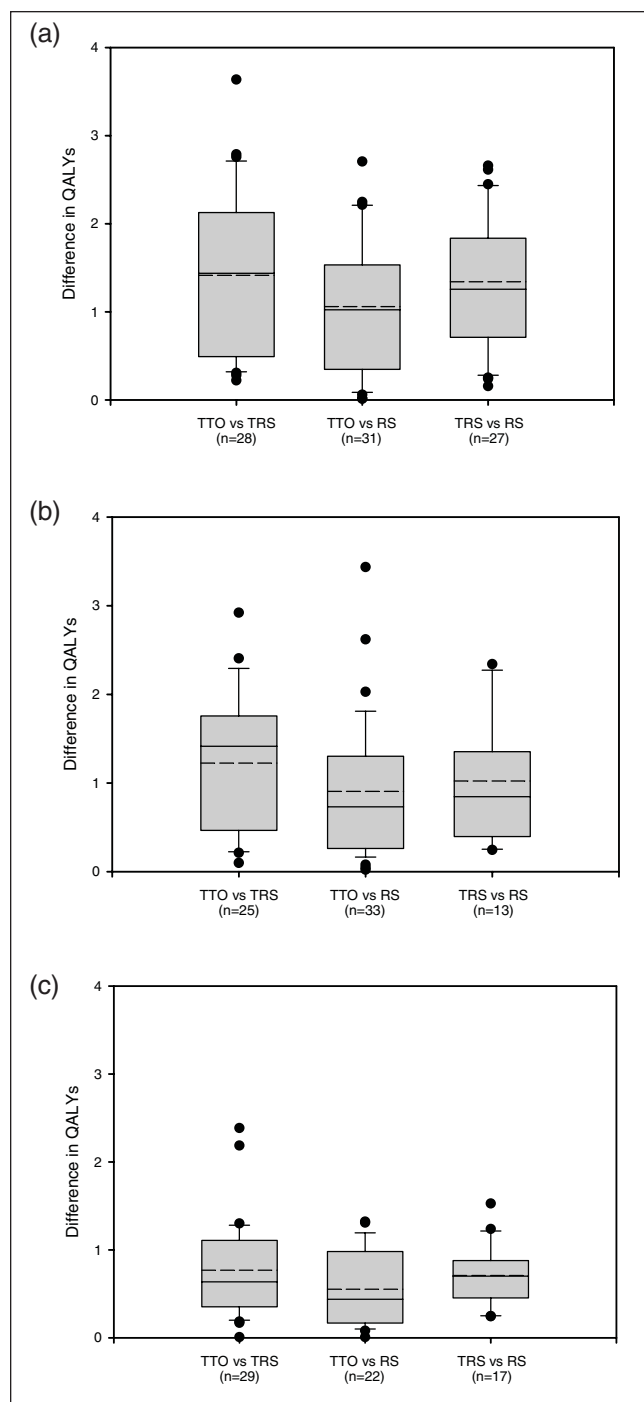 (a)
4
3
2
1
0
Difference in QALYs
TTO vs TRS
(n=28)
TTO vs RS
(n=31)
TRS vs RS
(n=27)
(b)
4
3
2
1
0
Difference in QALYs
TTO vs TRS
(n=25)
TTO vs RS
(n=33)
TRS vs RS
(n=13)
(c)
4
3
2
1
0
Difference in QALYs
TTO vs TRS
(n=29)
TTO vs RS
(n=22)
TRS vs RS
(n=17)